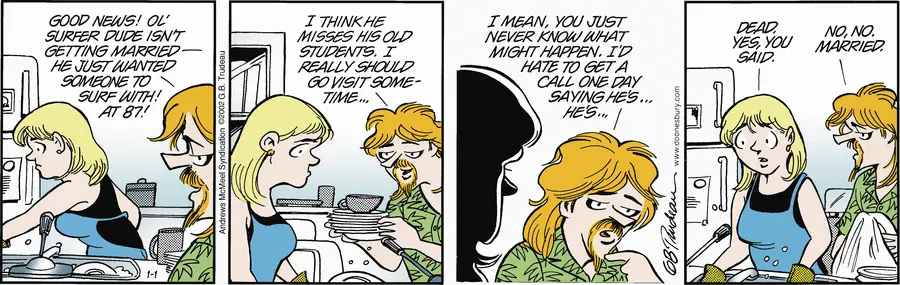 GOOD NEWS! OL'
SURFER DUDE ISN'T
GETTING MARRIED—
HE JUST WANTED
SOMEONE TO
SURF WITH!
AT 87!
1-1
Andrews McMeel Syndication ©2002 G.B. Trudeau
I THINK HE
MISSES HIS OLD
STUDENTS. I
REALLY SHOULD
GO VISIT SOME-
TIME...
I MEAN, YOU JUST
NEVER KNOW WHAT
MIGHT HAPPEN. I'D
HATE TO GET A
CALL ONE DAY
SAYING HE'S...
HE'S...
GBTrudeau
www.doonesbury.com
DEAD.
YES, YOU
SAID.
NO, NO.
MARRIED.